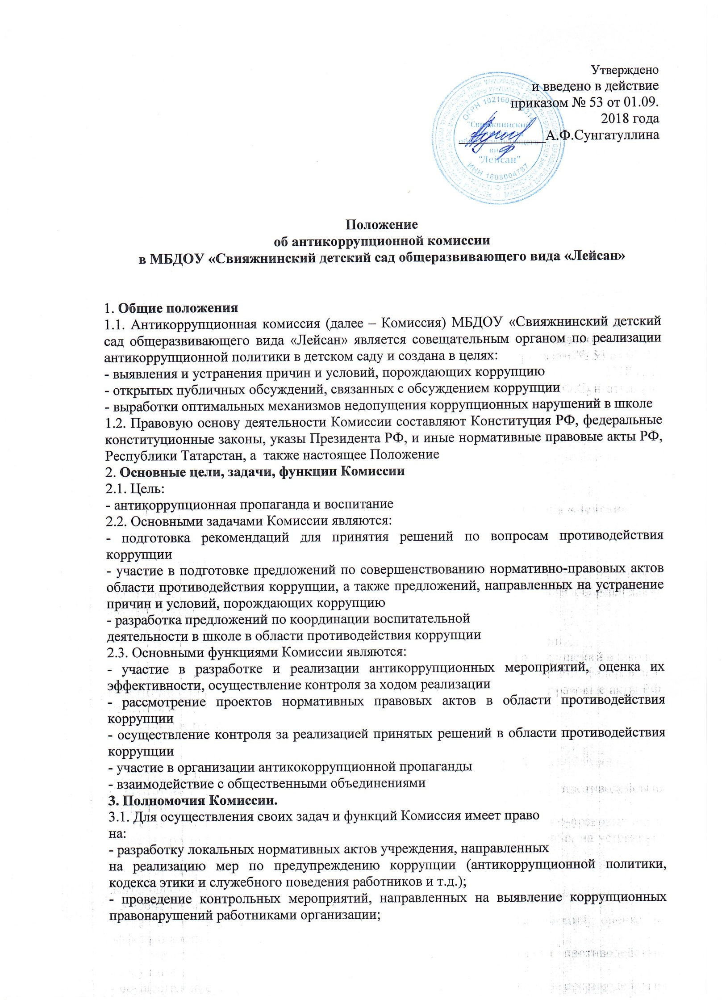 Утверждено
и введено в действие
приказом № 53 от 01.09.
2018 года
А.Ф.Сунгатуллина
"Свияжнинский
вида
"Лейсан"
ИНН 1608004787
Положение
об антикоррупционной комиссии
в МБДОУ «Свияжнинский детский сад общеразвивающего вида «Лейсан»
1. Общие положения
1.1. Антикоррупционная комиссия (далее – Комиссия) МБДОУ «Свияжнинский детский
сад общеразвивающего вида «Лейсан» является совещательным органом по реализации
антикоррупционной политики в детском саду и создана в целях:
- выявления и устранения причин и условий, порождающих коррупцию
- открытых публичных обсуждений, связанных с обсуждением коррупции
- выработки оптимальных механизмов недопущения коррупционных нарушений в школе
1.2. Правовую основу деятельности Комиссии составляют Конституция РФ, федеральные
конституционные законы, указы Президента РФ, и иные нормативные правовые акты РФ,
Республики Татарстан, а также настоящее Положение
2. Основные цели, задачи, функции Комиссии
2.1. Цель:
- антикоррупционная пропаганда и воспитание
2.2. Основными задачами Комиссии являются:
- подготовка рекомендаций для принятия решений по вопросам противодействия
коррупции
- участие в подготовке предложений по совершенствованию нормативно-правовых актов
области противодействия коррупции, а также предложений, направленных на устранение
причин и условий, порождающих коррупцию
- разработка предложений по координации воспитательной
деятельности в школе в области противодействия коррупции
2.3. Основными функциями Комиссии являются:
- участие в разработке и реализации антикоррупционных мероприятий, оценка их
эффективности, осуществление контроля за ходом реализации
- рассмотрение проектов нормативных правовых актов в области противодействия
коррупции
- осуществление контроля за реализацией принятых решений в области противодействия
коррупции
- участие в организации антикокоррупционной пропаганды
- взаимодействие с общественными объединениями
3. Полномочия Комиссии.
3.1. Для осуществления своих задач и функций Комиссия имеет право
на:
- разработку локальных нормативных актов учреждения, направленных
на реализацию мер по предупреждению коррупции (антикоррупционной политики,
кодекса этики и служебного поведения работников и т.д.);
- проведение контрольных мероприятий, направленных на выявление коррупционных
правонарушений работниками организации;